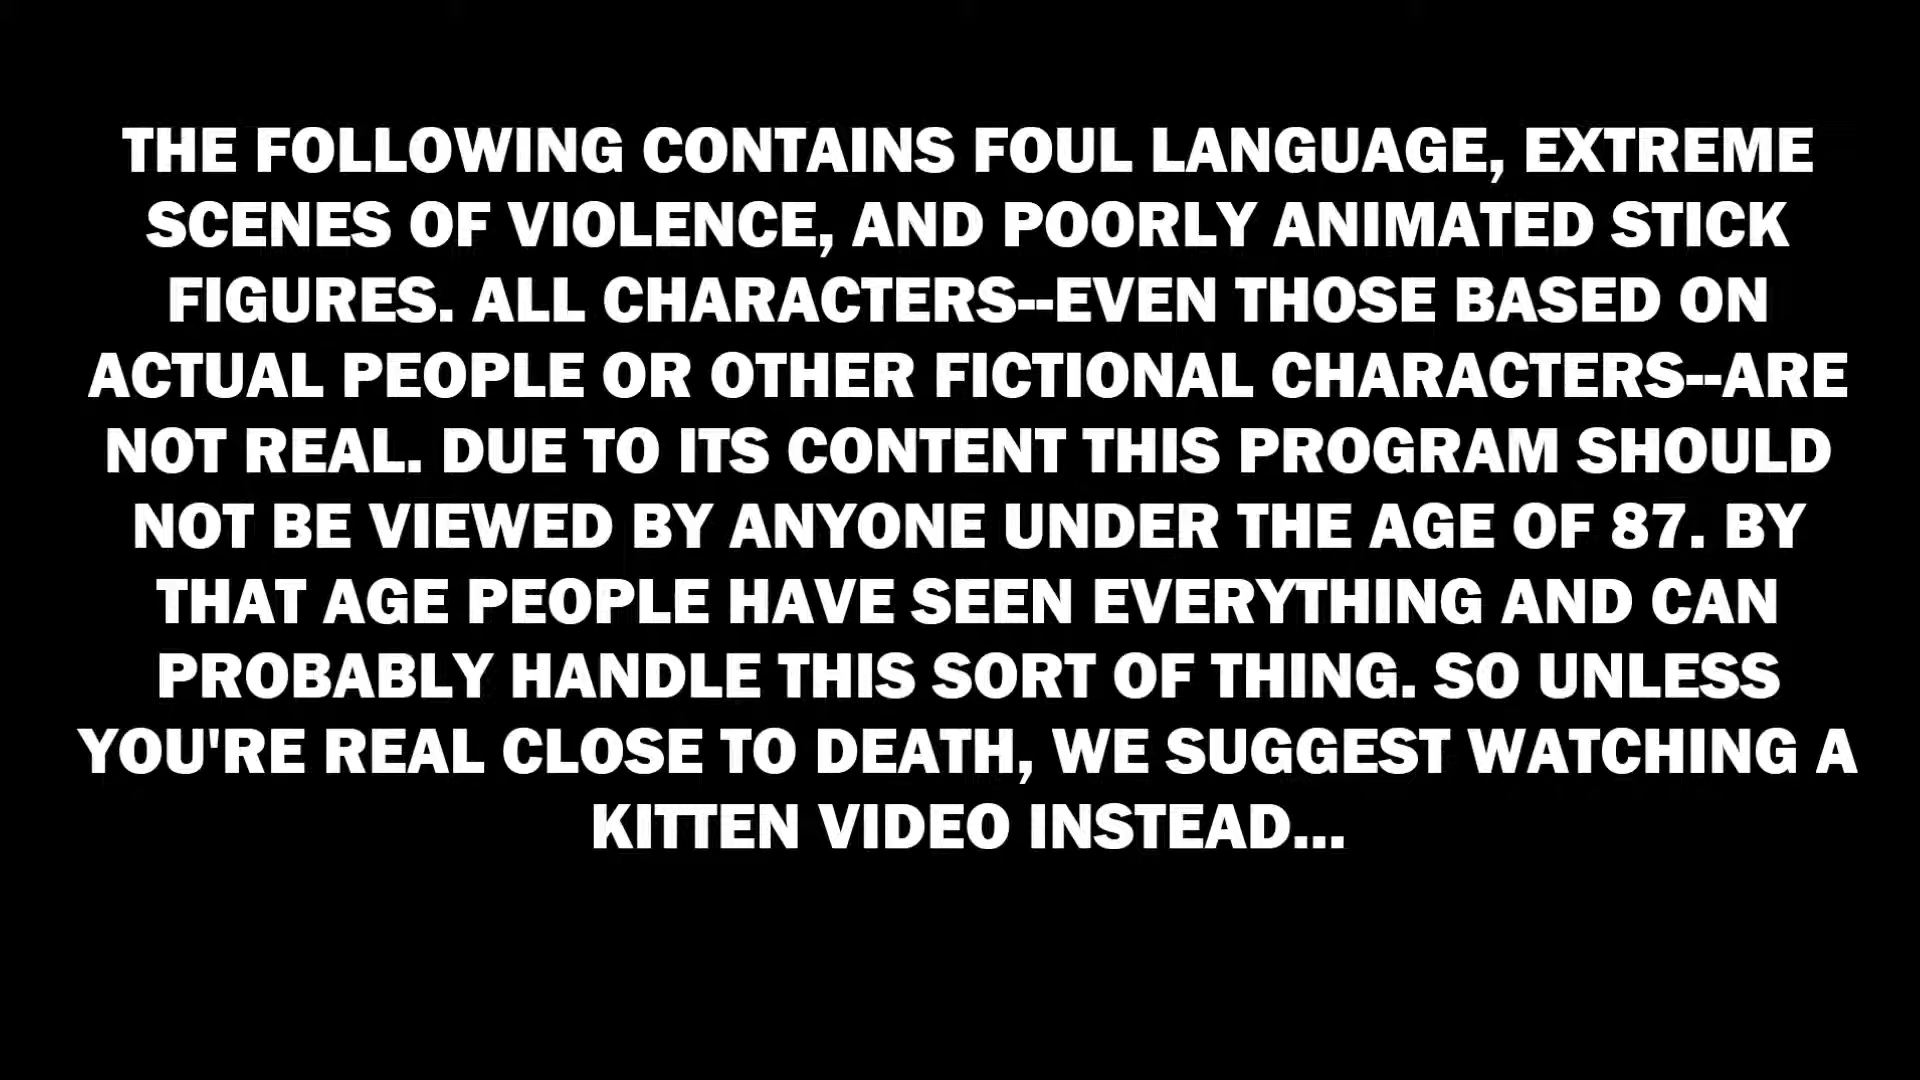 THE FOLLOWING CONTAINS FOUL LANGUAGE, EXTREME
SCENES OF VIOLENCE, AND POORLY ANIMATED STICK
FIGURES. ALL CHARACTERS--EVEN THOSE BASED ON
ACTUAL PEOPLE OR OTHER FICTIONAL CHARACTERS--ARE
NOT REAL. DUE TO ITS CONTENT THIS PROGRAM SHOULD
NOT BE VIEWED BY ANYONE UNDER THE AGE OF 87. BY
THAT AGE PEOPLE HAVE SEEN EVERYTHING AND CAN
PROBABLY HANDLE THIS SORT OF THING. SO UNLESS
YOU'RE REAL CLOSE TO DEATH, WE SUGGEST WATCHING A
KITTEN VIDEO INSTEAD...